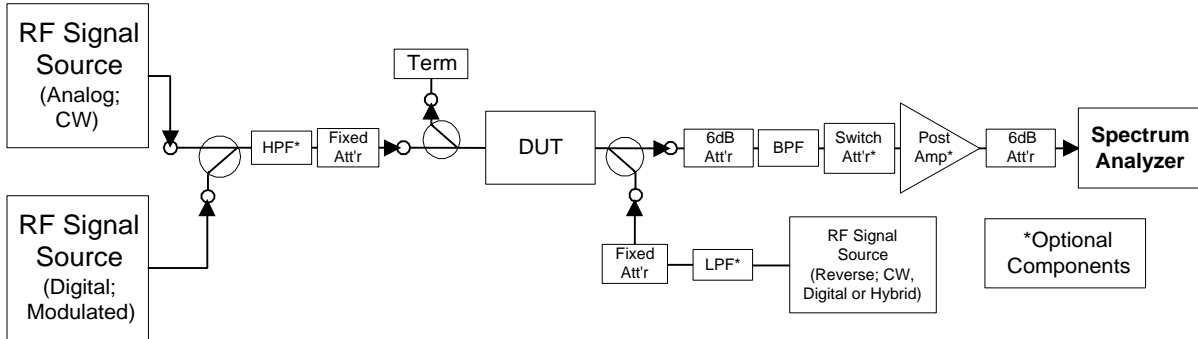 RF Signal
Source
(Analog;
CW)
RF Signal
Source
(Digital;
Modulated)
HPF*
Fixed
Att'r
Term
DUT
6dB
Att'r
BPF
Switch
Att'r*
Post
Amp*
6dB
Att'r
Spectrum
Analyzer
Fixed
Att'r
LPF*
RF Signal
Source
(Reverse; CW,
Digital or Hybrid)
*Optional
Components